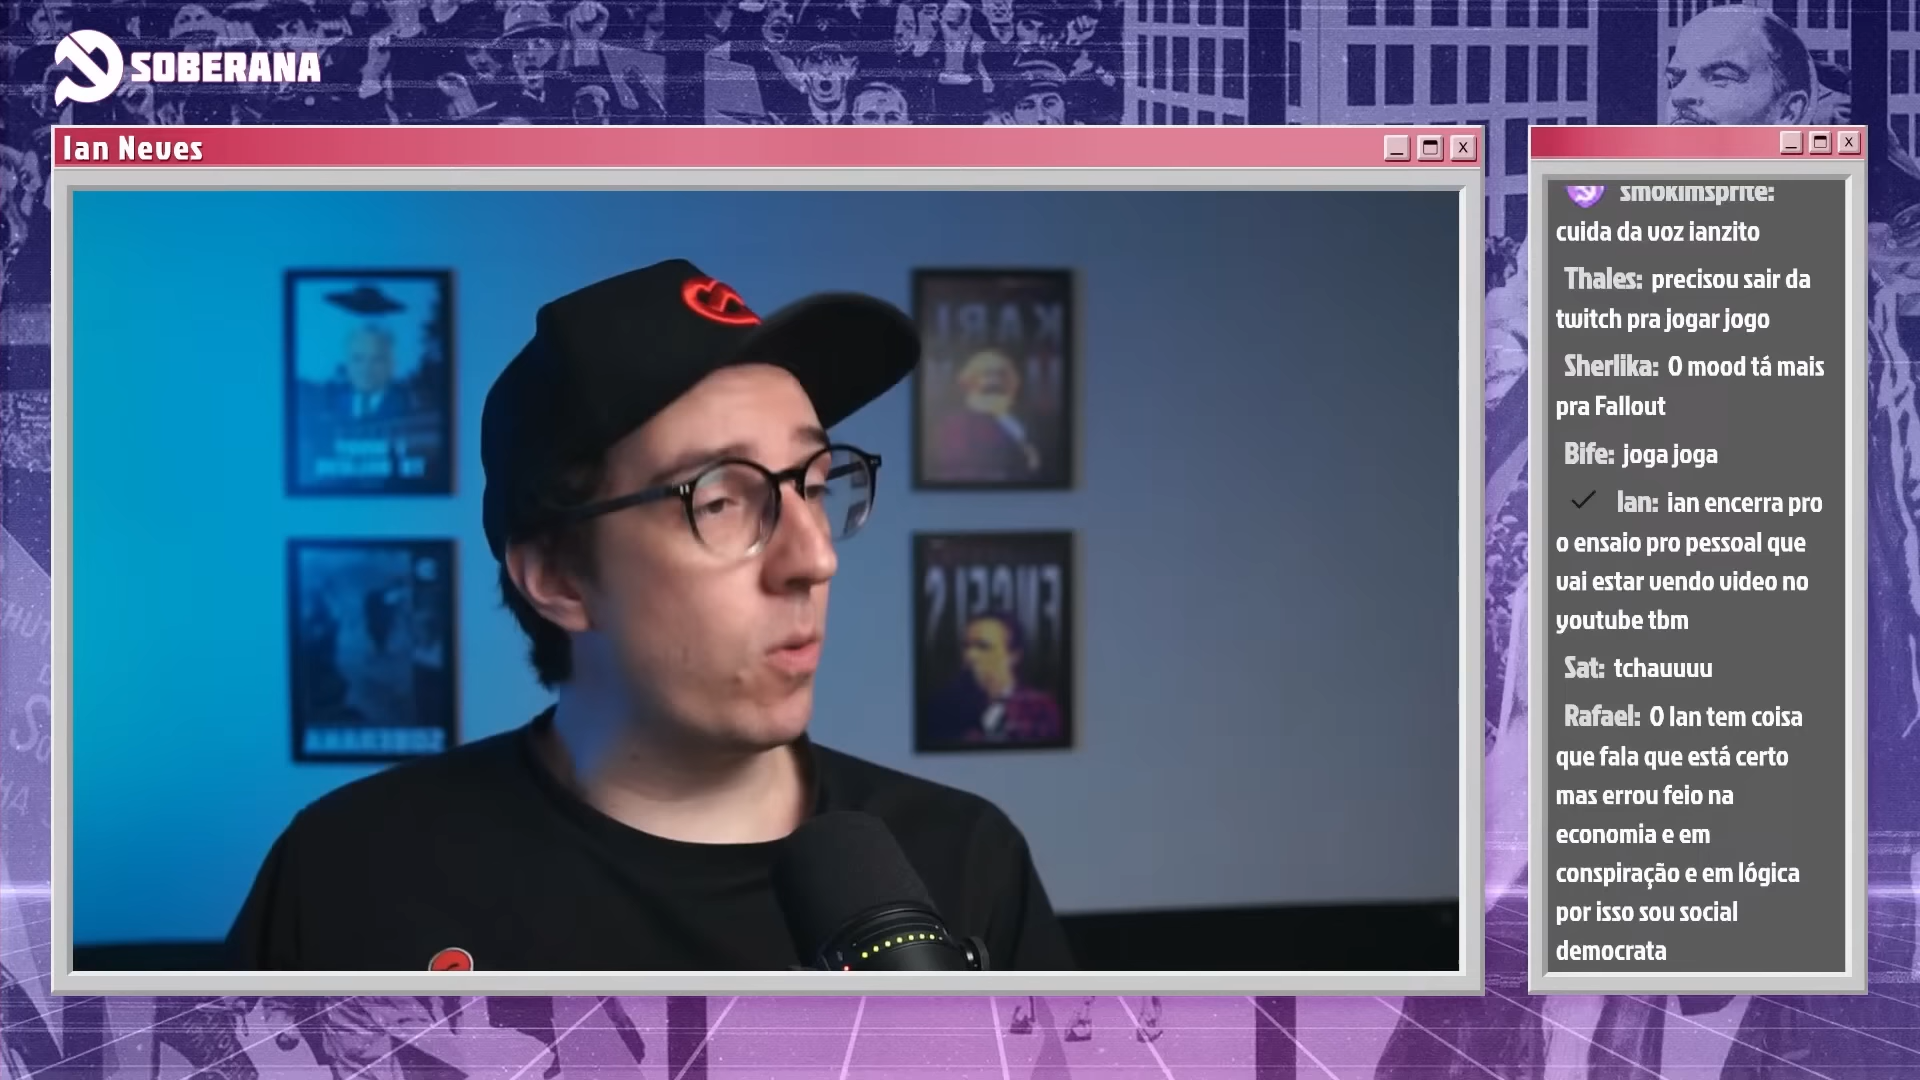 SOBERANA
Ian Neves
smokimsprite:
cuida da voz ianzito
Thales: precisou sair da
twitch pra jogar jogo
Sherlika: O mood tá mais
pra Fallout
Bife: joga joga
Ian: ian encerra pro
o ensaio pro pessoal que
vai estar vendo video no
youtube tbm
Sat: tchauuuu
Rafael: O Ian tem coisa
que fala que está certo
mas errou feio na
economia e em
conspiração e em lógica
por isso sou social
democrata
KARL
ENGELS
SOBERANA